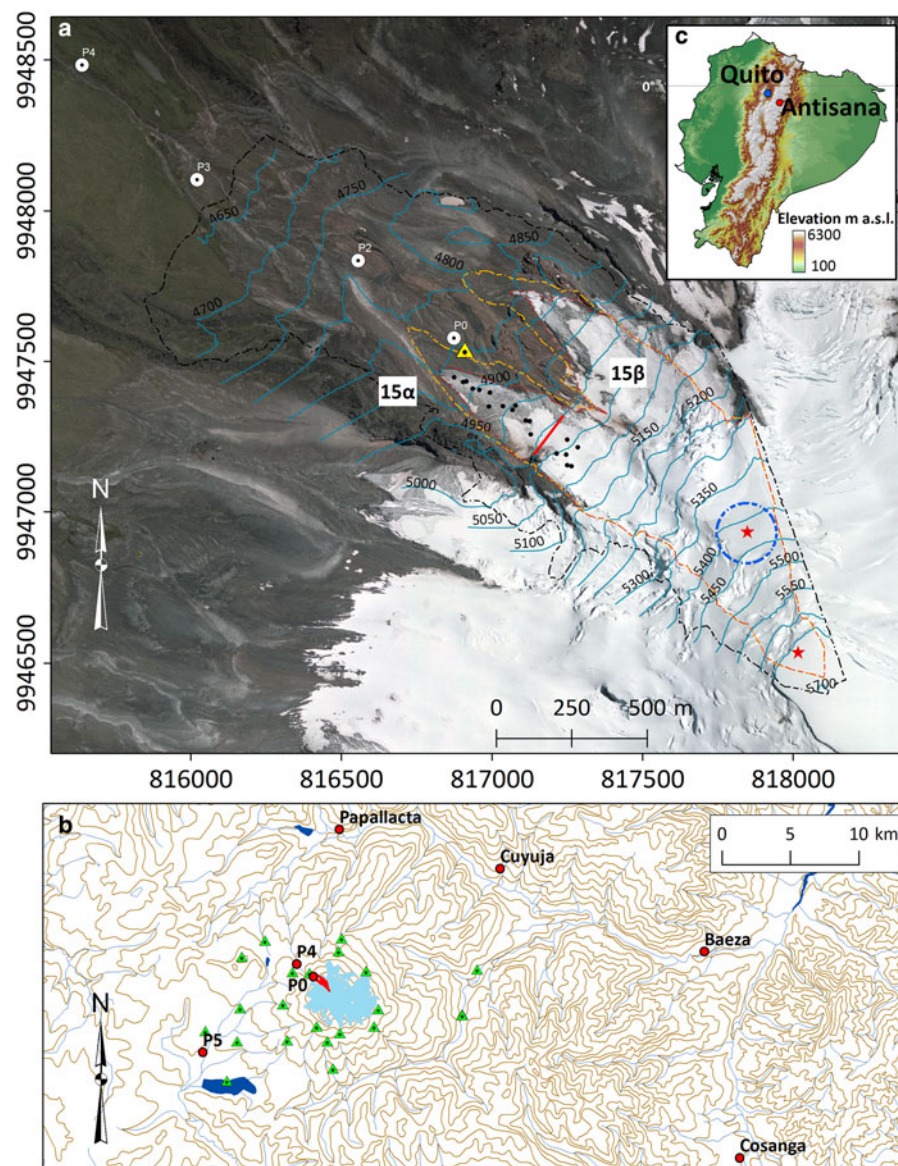 a
c
P4
0°
Quito
Antisana
Elevation m a.s.l.
6300
100
P3
4650
4750
4850
P2
4800
4700
P0
15α
4900
15β
4950
5200
5150
N
5000
5050
5100
5350
5300
5400
5450
5500
5550
5700
0 250 500 m
9948500
9948000
9947500
9947000
9946500
816000 816500 817000 817500 818000
b
Papallacta
0 5 10 km
Cuyuja
Baeza
P4
P0
N
P5
Cosanga